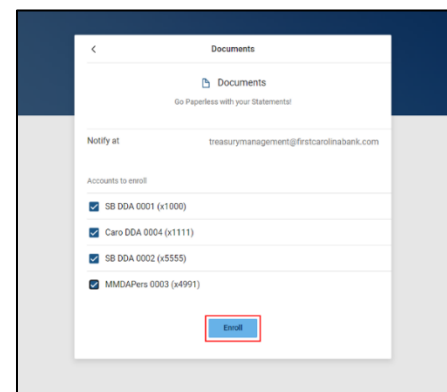 Documents
Documents
Go Paperless with your Statements!
Notify at treasurymanagement@firstcarolinabank.com
Accounts to enroll
SB DDA 0001 (x1000)
Caro DDA 0004 (x1111)
SB DDA 0002 (x5555)
MMDAPers 0003 (x4991)
Enroll